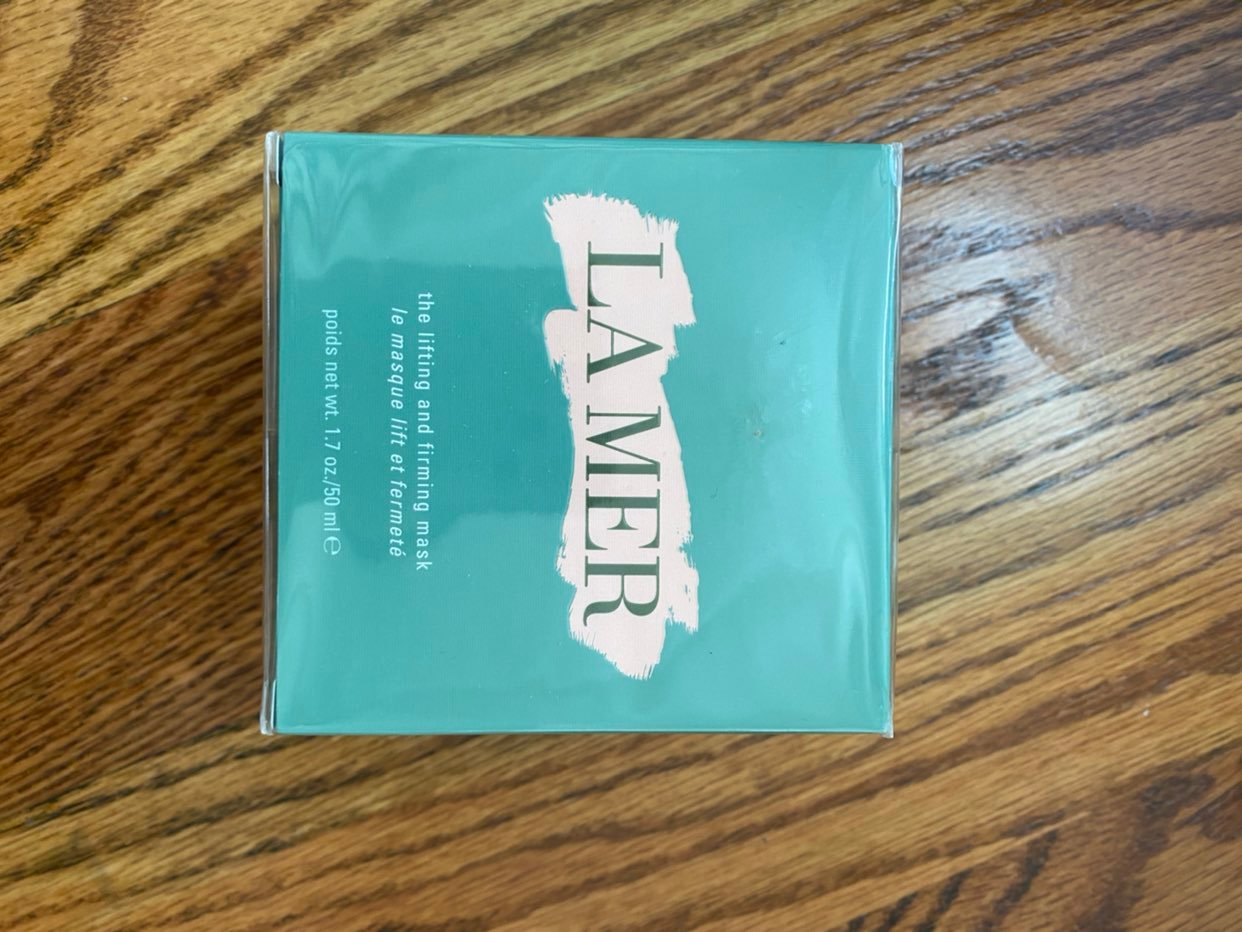 LA MER
the lifting and firming mask
le masque lift et fermeté
poids net wt. 1.7 oz./50 ml ℮